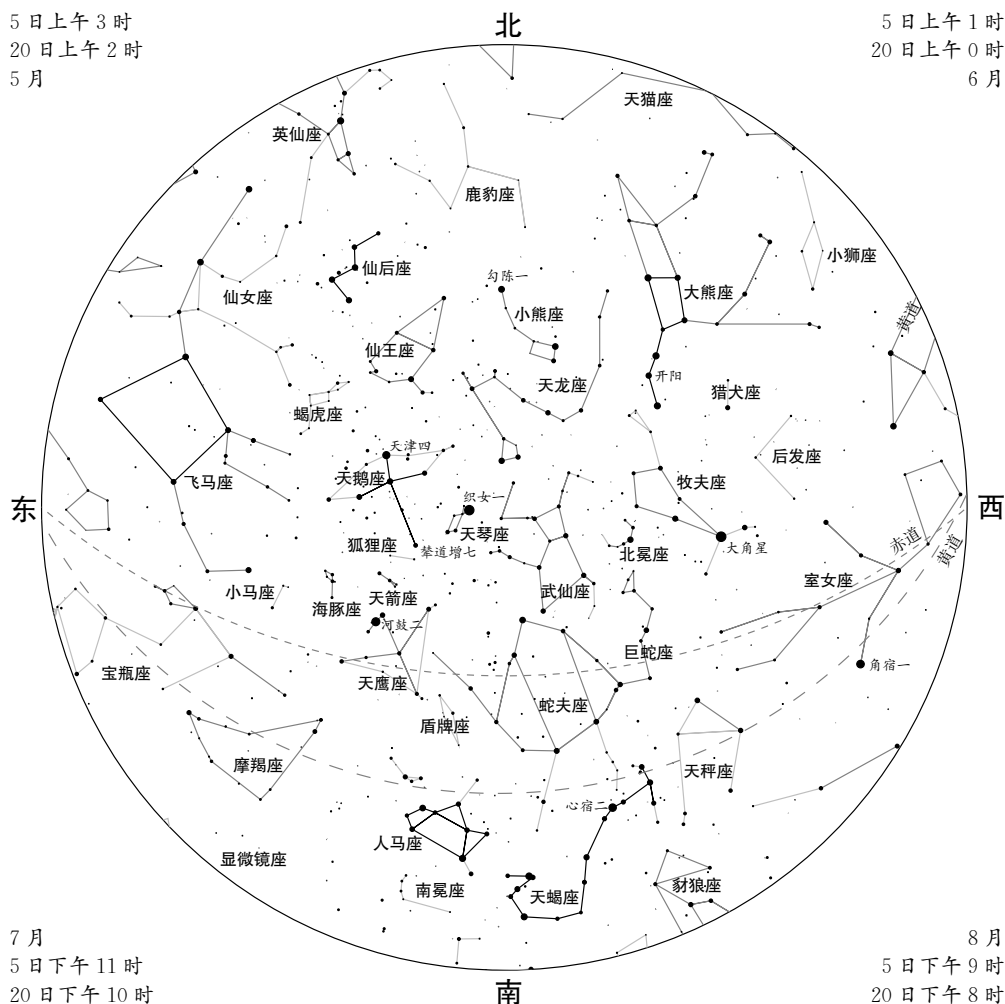 5 日上午 3 时
20 日上午 2 时
5 月
北
5 日上午 1 时
20 日上午 0 时
6 月
天猫座
英仙座
鹿豹座
小狮座
仙后座
勾陈一
大熊座
仙女座
小熊座
黄道
仙王座
天龙座
开阳
猎犬座
蝎虎座
天津四
后发座
飞马座
天鹅座
牧夫座
织女一
东
西
天琴座
狐狸座
辇道增七
北冕座
大角星
赤道
黄道
小马座
海豚座
天箭座
武仙座
室女座
河鼓二
宝瓶座
天鹰座
巨蛇座
角宿一
盾牌座
蛇夫座
摩羯座
天秤座
心宿二
人马座
显微镜座
南冕座
天蝎座
豺狼座
7 月
5 日下午 11 时
20 日下午 10 时
南
8 月
5 日下午 9 时
20 日下午 8 时